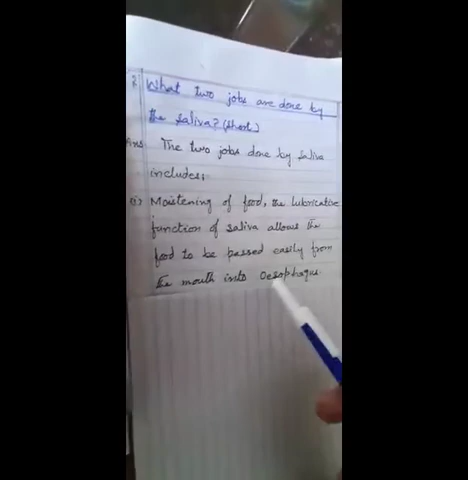 What two jobs are done by
the Saliva? (short)
Ans The two jobs done by Saliva
includes,
(i) Moistening of food, the lubricative
function of saliva allows the
food to be passed easily from
the mouth into Oesophagus.